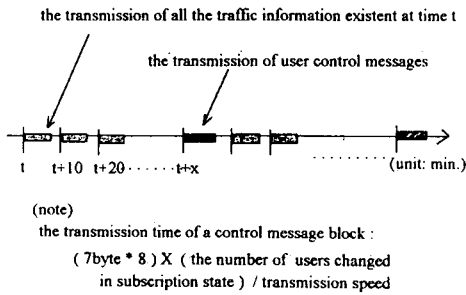 the transmission of all the traffic information existent at time t
the transmission of user control messages
t t+10 t+20 ...... t+x .......... (unit: min.)
(note)
the transmission time of a control message block :
( 7byte * 8 ) X ( the number of users changed
in subscription state ) / transmission speed